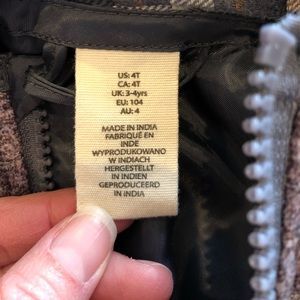 US: 4T
CA: 4T
UK: 3-4yrs
EU: 104
AU: 4
MADE IN INDIA
FABRIQUÉ EN
INDE
WYPRODUKOWANO
W INDIACH
HERGESTELLT
IN INDIEN
GEPRODUCEERD
IN INDIA